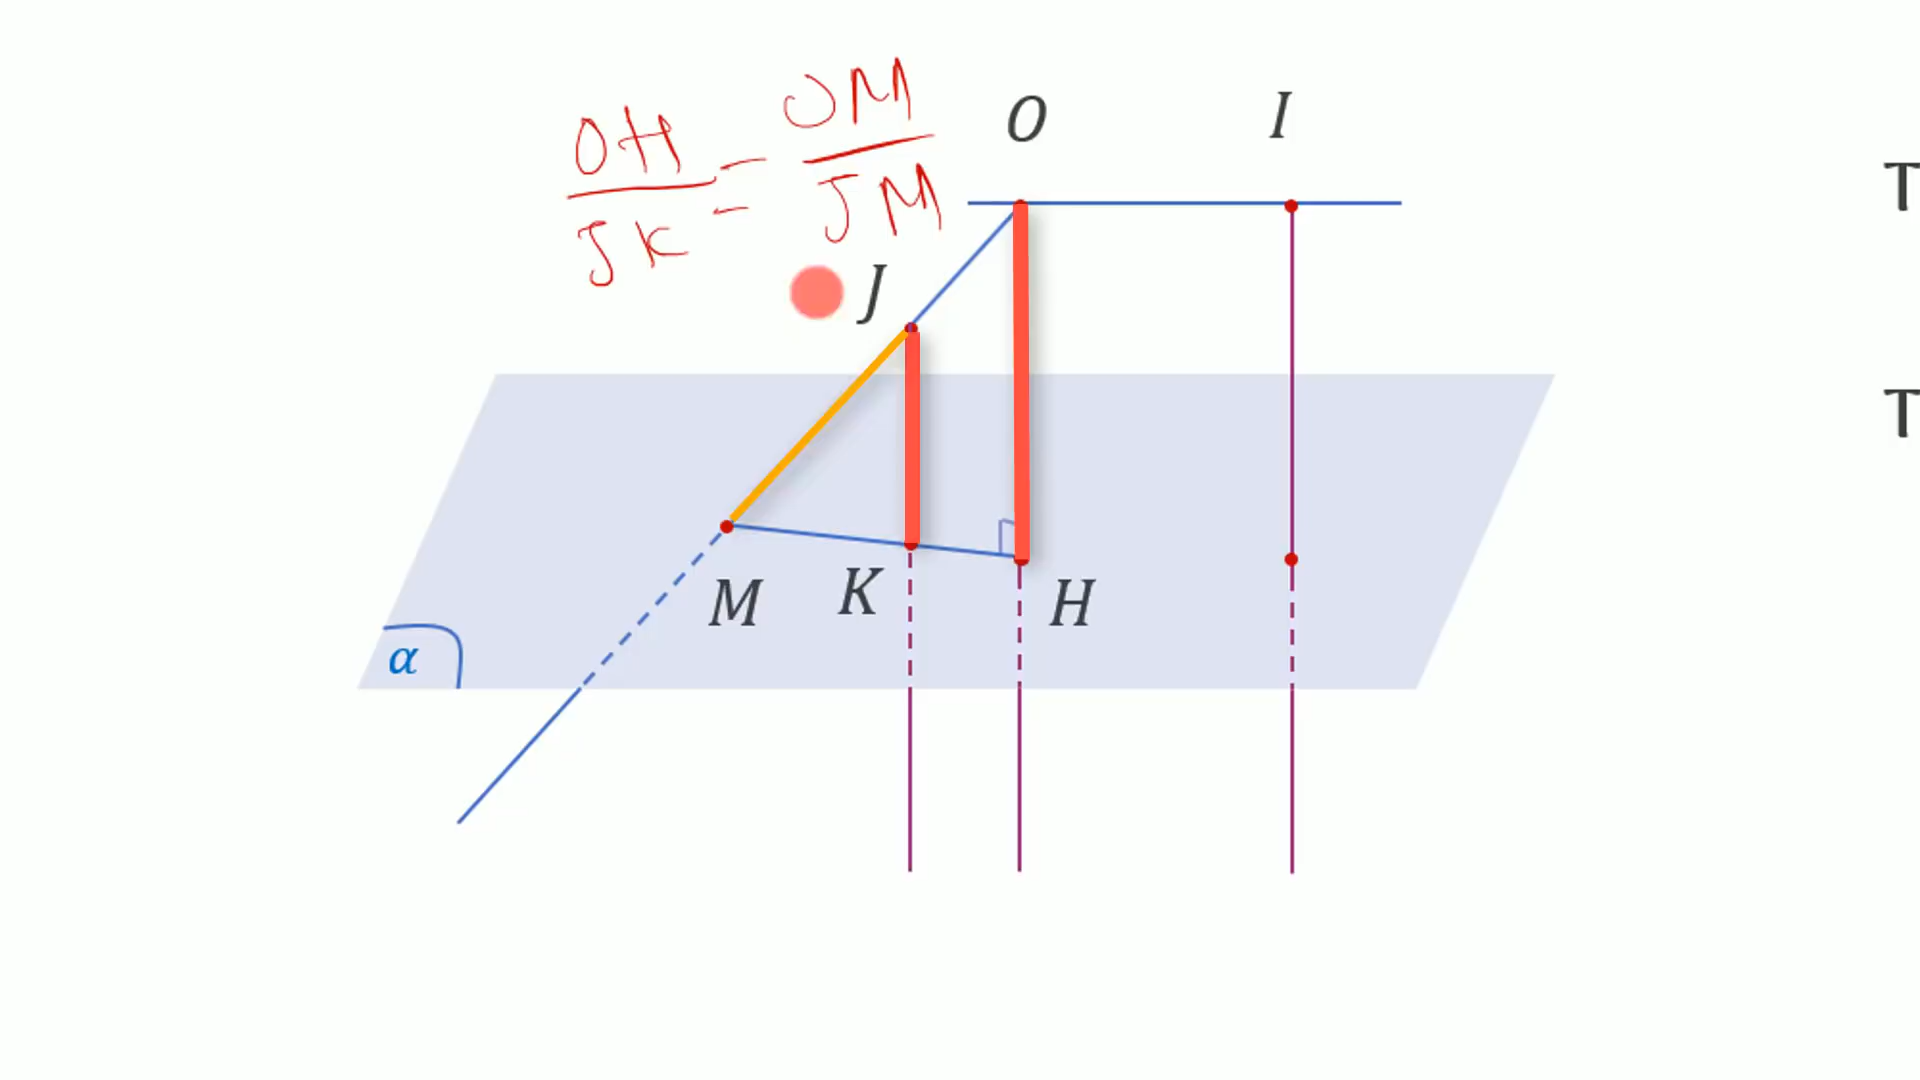 OH = OM
JK JM
O I
J
M K H
α
T
T